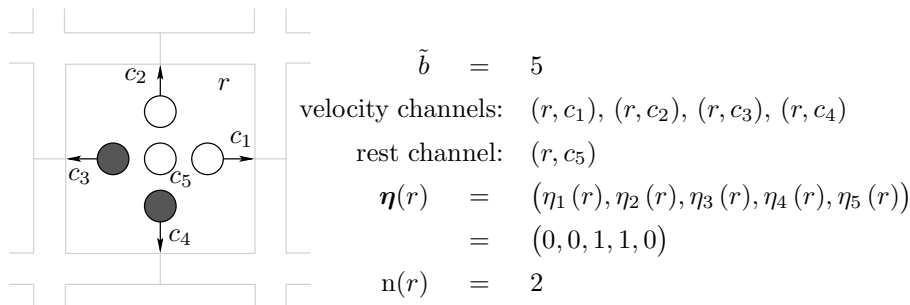 c₂ r
c₁
c₅
c₃
c₄
b̃ = 5
velocity channels: (r, c₁), (r, c₂), (r, c₃), (r, c₄)
rest channel: (r, c₅)
η(r) = (η₁ (r), η₂ (r), η₃ (r), η₄ (r), η₅ (r))
= (0, 0, 1, 1, 0)
n(r) = 2